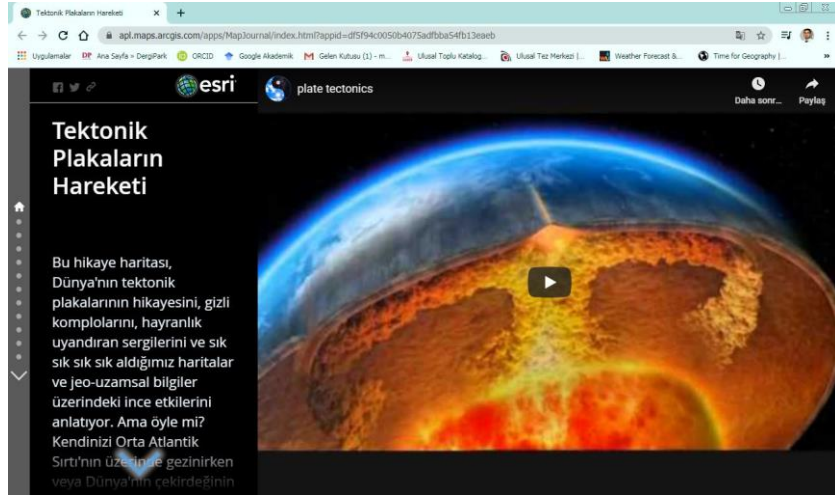 Tektonik Plakaların Hareketi
apl.maps.arcgis.com/apps/MapJournal/index.html?appid=df5f94c0050b4075adfbba54fb13eaeb
Uygulamalar DP Ana Sayfa » DergiPark ORCID Google Akademik Gelen Kutusu (1) - m... Ulusal Toplu Katalog... Ulusal Tez Merkezi |... Weather Forecast &... Time for Geography |... »
esri
plate tectonics
Daha sonr... Paylaş
Tektonik
Plakaların
Hareketi
Bu hikaye haritası,
Dünya'nın tektonik
plakalarının hikayesini, gizli
komplolarını, hayranlık
uyandıran sergilerini ve sık
sık sık sık aldığımız haritalar
ve jeo-uzamsal bilgiler
üzerindeki ince etkilerini
anlatıyor. Ama öyle mi?
Kendinizi Orta Atlantik
Sırtı'nın üzerinde gezinirken
veya Dünya'nın çekirdeğinin